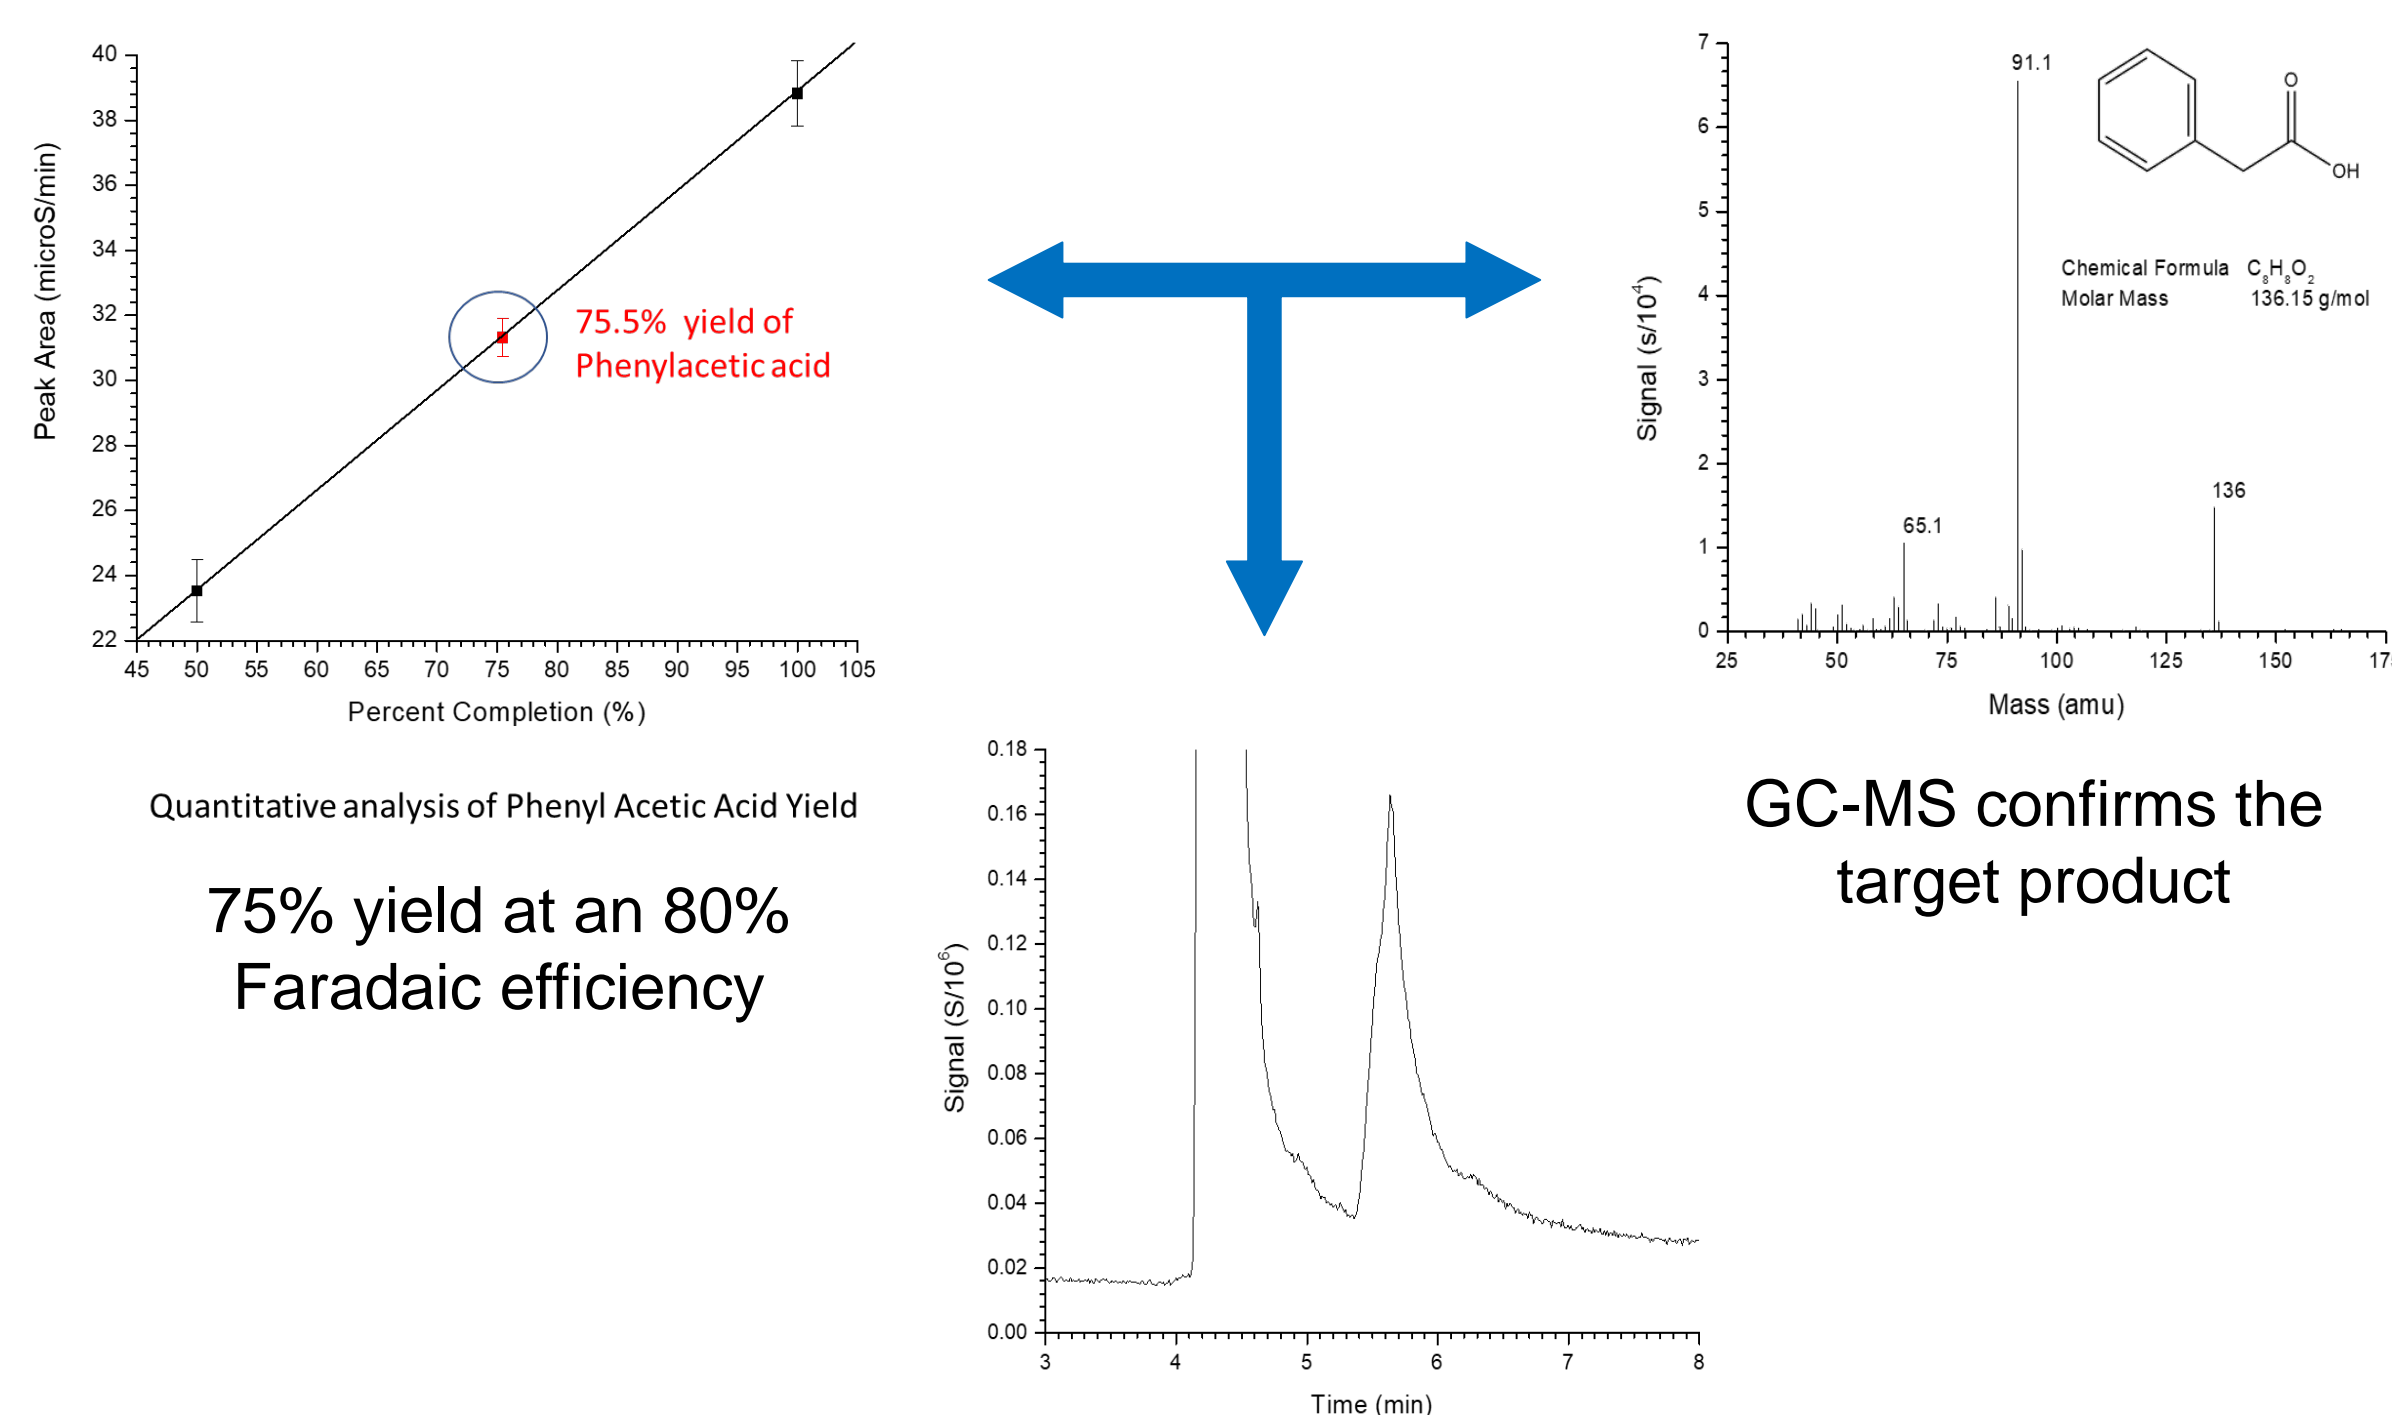 40
38
36
34
32
30
28
26
24
22
Peak Area (microS/min)
75.5% yield of
Phenylacetic acid
45 50 55 60 65 70 75 80 85 90 95 100 105
Percent Completion (%)
Quantitative analysis of Phenyl Acetic Acid Yield
75% yield at an 80%
Faradaic efficiency
7
6
5
4
3
2
1
0
Signal (s/10⁴)
91.1
O
OH
Chemical Formula C₈H₈O₂
Molar Mass 136.15 g/mol
136
65.1
25 50 75 100 125 150
Mass (amu)
GC-MS confirms the
target product
0.18
0.16
0.14
0.12
0.10
0.08
0.06
0.04
0.02
0.00
Signal (S/10⁶)
3 4 5 6 7 8
Time (min)